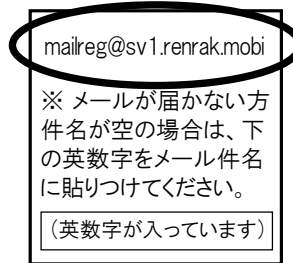 mailreg@sv1.renrak.mobi
※ メールが届かない方
件名が空の場合は、下
の英数字をメール件名
に貼りつけてください。
（英数字が入っています）